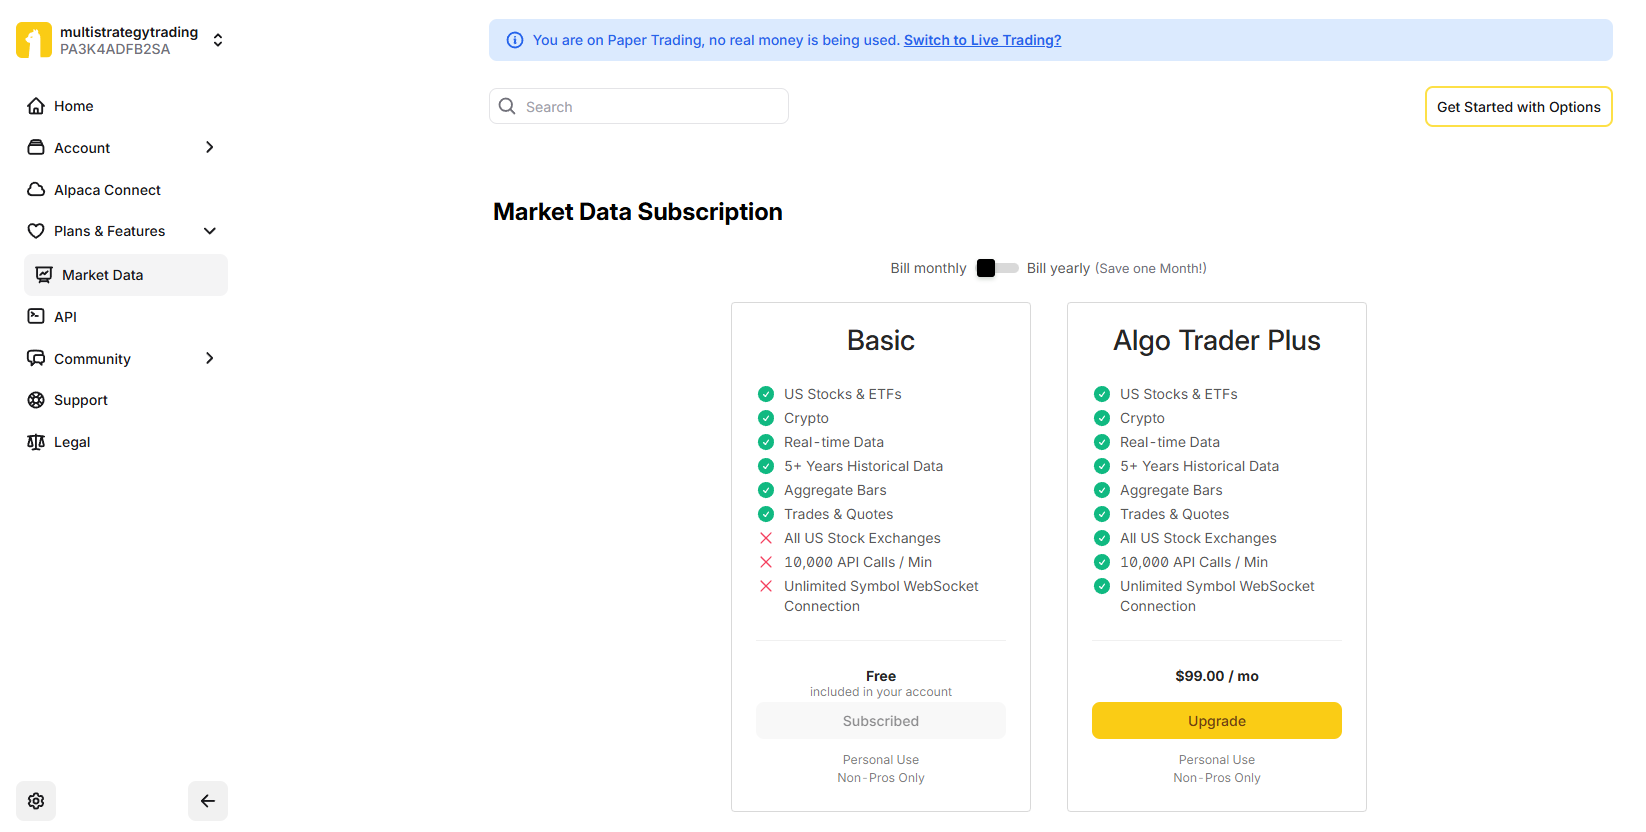 multistrategytrading
PA3K4ADFB2SA
Home
Account
Alpaca Connect
Plans & Features
Market Data
API
Community
Support
Legal
You are on Paper Trading, no real money is being used. Switch to Live Trading?
Search
Get Started with Options
Market Data Subscription
Bill monthly
Bill yearly (Save one Month!)
Basic
US Stocks & ETFs
Crypto
Real-time Data
5+ Years Historical Data
Aggregate Bars
Trades & Quotes
All US Stock Exchanges
10,000 API Calls / Min
Unlimited Symbol WebSocket
Connection
Free
included in your account
Subscribed
Personal Use
Non-Pros Only
Algo Trader Plus
US Stocks & ETFs
Crypto
Real-time Data
5+ Years Historical Data
Aggregate Bars
Trades & Quotes
All US Stock Exchanges
10,000 API Calls / Min
Unlimited Symbol WebSocket
Connection
$99.00 / mo
Upgrade
Personal Use
Non-Pros Only